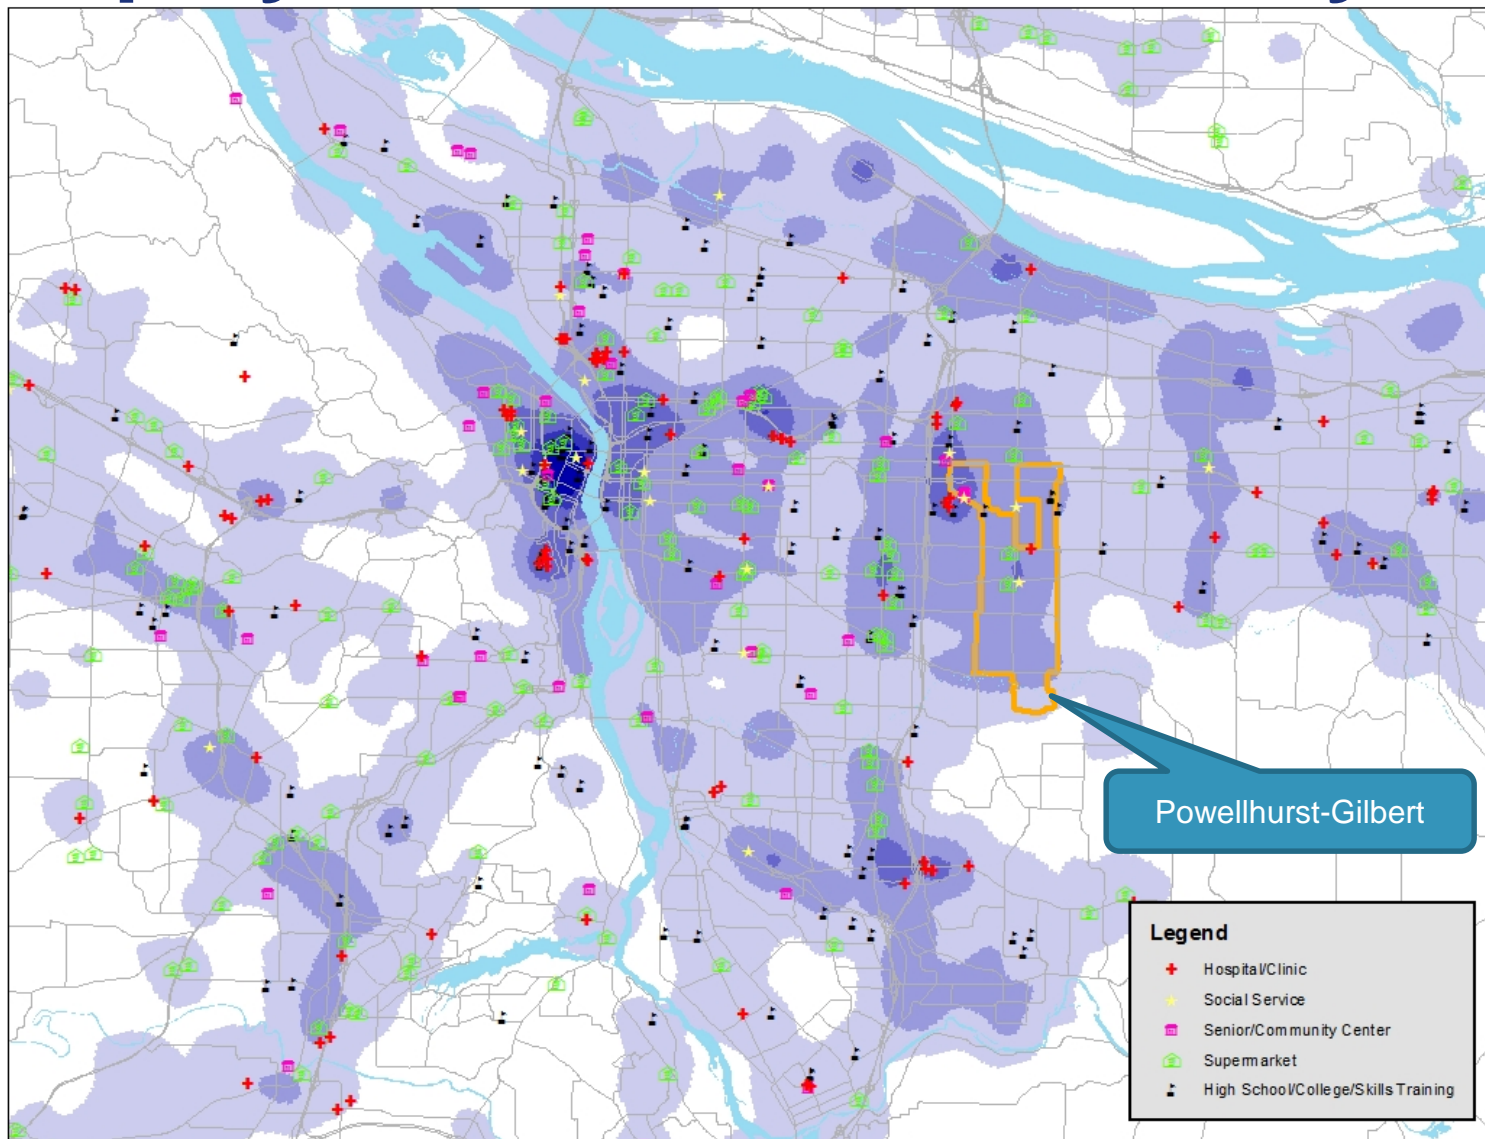 Powellhurst-Gilbert
Legend
Hospital/Clinic
Social Service
Senior/Community Center
Supermarket
High School/College/Skills Training